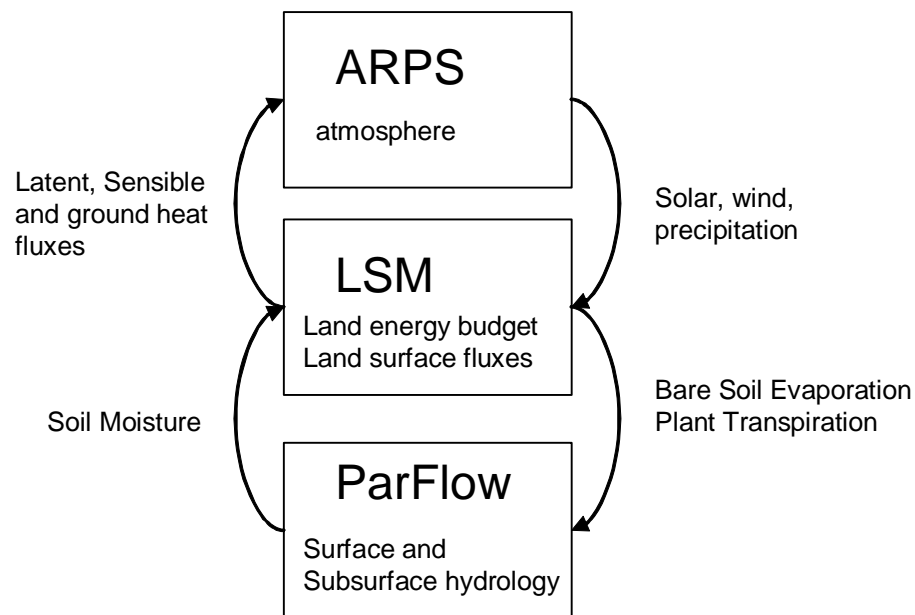 ARPS
atmosphere
Latent, Sensible
and ground heat
fluxes
Solar, wind,
precipitation
LSM
Land energy budget
Land surface fluxes
Soil Moisture
Bare Soil Evaporation
Plant Transpiration
ParFlow
Surface and
Subsurface hydrology